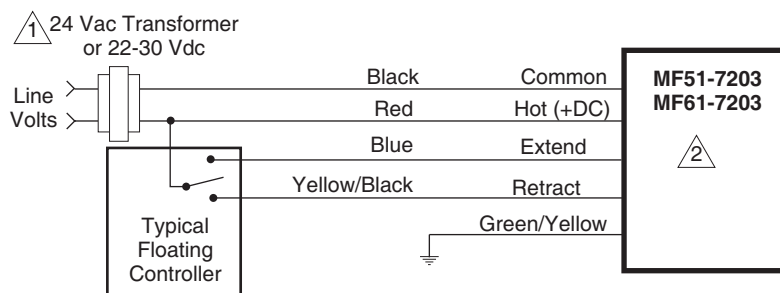 1
24 Vac Transformer
or 22-30 Vdc
Line
Volts
Black Common
Red Hot (+DC)
Blue Extend
Yellow/Black Retract
Green/Yellow
MF51-7203
MF61-7203
2
Typical
Floating
Controller